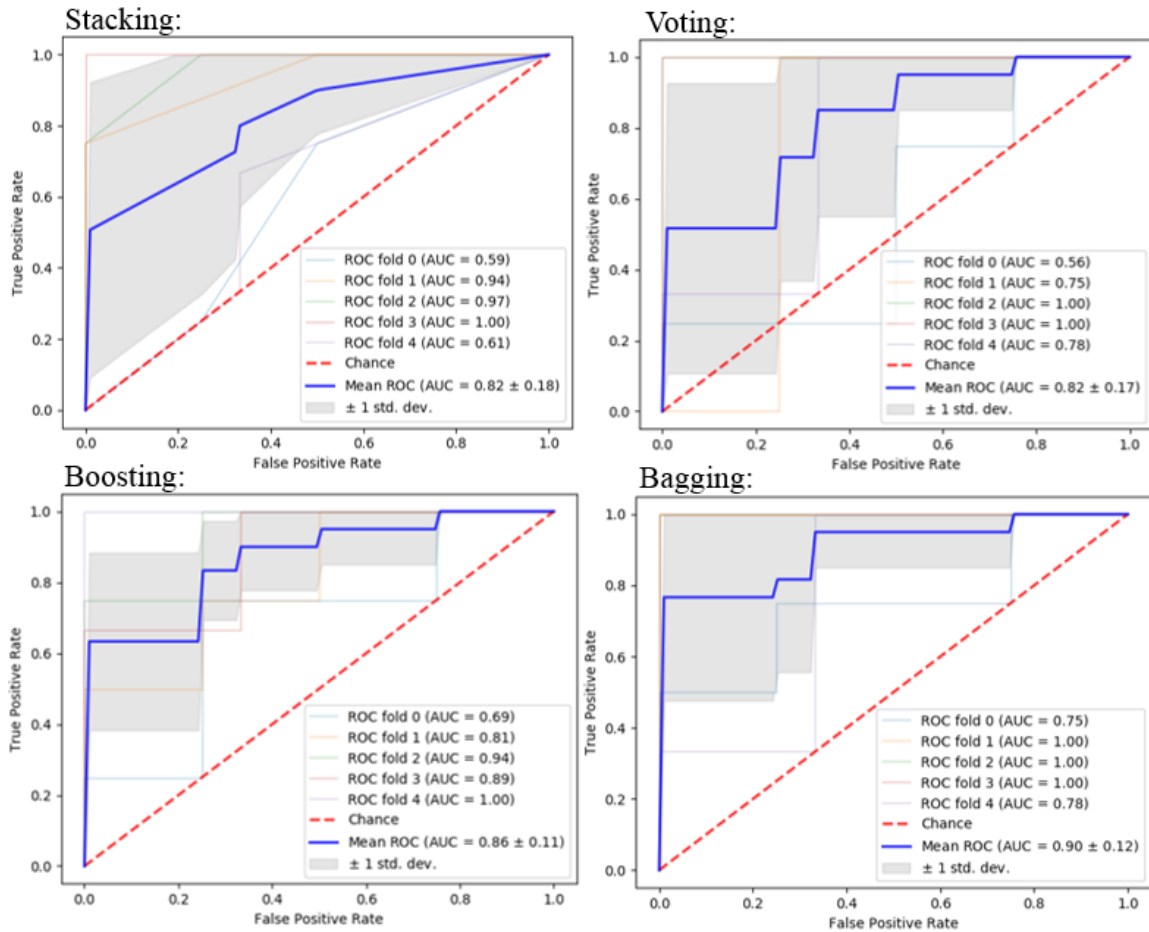 Stacking:
1.0
0.8
0.6
0.4
0.2
0.0
True Positive Rate
ROC fold 0 (AUC = 0.59)
ROC fold 1 (AUC = 0.94)
ROC fold 2 (AUC = 0.97)
ROC fold 3 (AUC = 1.00)
ROC fold 4 (AUC = 0.61)
Chance
Mean ROC (AUC = 0.82 ± 0.18)
± 1 std. dev.
0.0 0.2 0.4 0.6 0.8 1.0
False Positive Rate
Voting:
1.0
0.8
0.6
0.4
0.2
0.0
True Positive Rate
ROC fold 0 (AUC = 0.56)
ROC fold 1 (AUC = 0.75)
ROC fold 2 (AUC = 1.00)
ROC fold 3 (AUC = 1.00)
ROC fold 4 (AUC = 0.78)
Chance
Mean ROC (AUC = 0.82 ± 0.17)
± 1 std. dev.
0.0 0.2 0.4 0.6 0.8 1.0
False Positive Rate
Boosting:
1.0
0.8
0.6
0.4
0.2
0.0
True Positive Rate
ROC fold 0 (AUC = 0.69)
ROC fold 1 (AUC = 0.81)
ROC fold 2 (AUC = 0.94)
ROC fold 3 (AUC = 0.89)
ROC fold 4 (AUC = 1.00)
Chance
Mean ROC (AUC = 0.86 ± 0.11)
± 1 std. dev.
0.0 0.2 0.4 0.6 0.8 1.0
False Positive Rate
Bagging:
1.0
0.8
0.6
0.4
0.2
0.0
True Positive Rate
ROC fold 0 (AUC = 0.75)
ROC fold 1 (AUC = 1.00)
ROC fold 2 (AUC = 1.00)
ROC fold 3 (AUC = 1.00)
ROC fold 4 (AUC = 0.78)
Chance
Mean ROC (AUC = 0.90 ± 0.12)
± 1 std. dev.
0.0 0.2 0.4 0.6 0.8 1.0
False Positive Rate